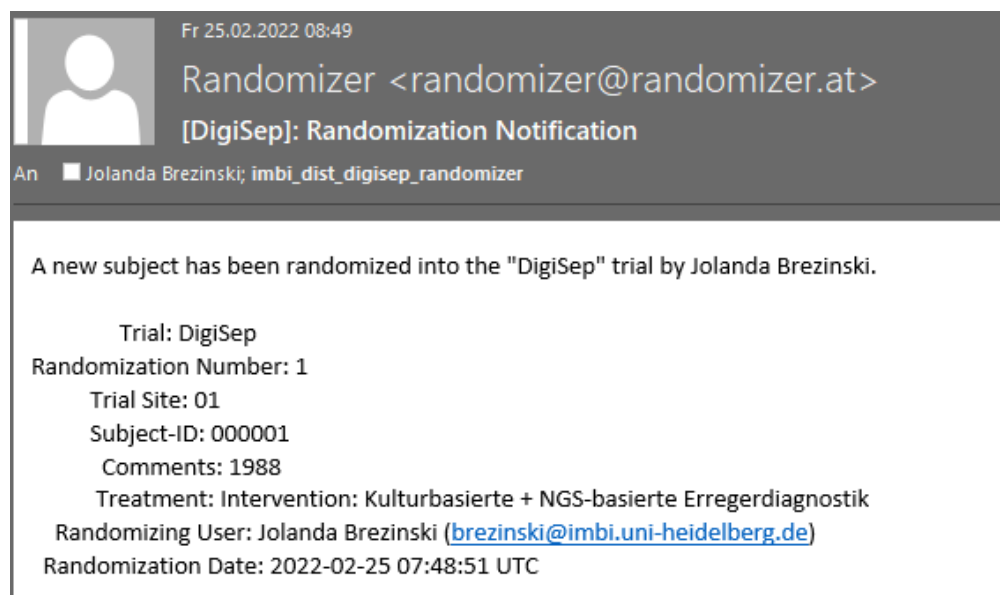 Fr 25.02.2022 08:49
Randomizer <randomizer@randomizer.at>
[DigiSep]: Randomization Notification
An Jolanda Brezinski; imbi_dist_digisep_randomizer
A new subject has been randomized into the "DigiSep" trial by Jolanda Brezinski.
Trial: DigiSep
Randomization Number: 1
Trial Site: 01
Subject-ID: 000001
Comments: 1988
Treatment: Intervention: Kulturbasierte + NGS-basierte Erregerdiagnostik
Randomizing User: Jolanda Brezinski (brezinski@imbi.uni-heidelberg.de)
Randomization Date: 2022-02-25 07:48:51 UTC